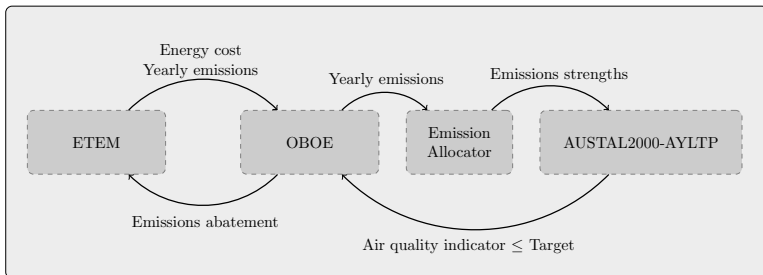 Energy cost
Yearly emissions
Yearly emissions
Emissions strengths
ETEM
OBOE
Emission
Allocator
AUSTAL2000-AYLTP
Emissions abatement
Air quality indicator ≤ Target